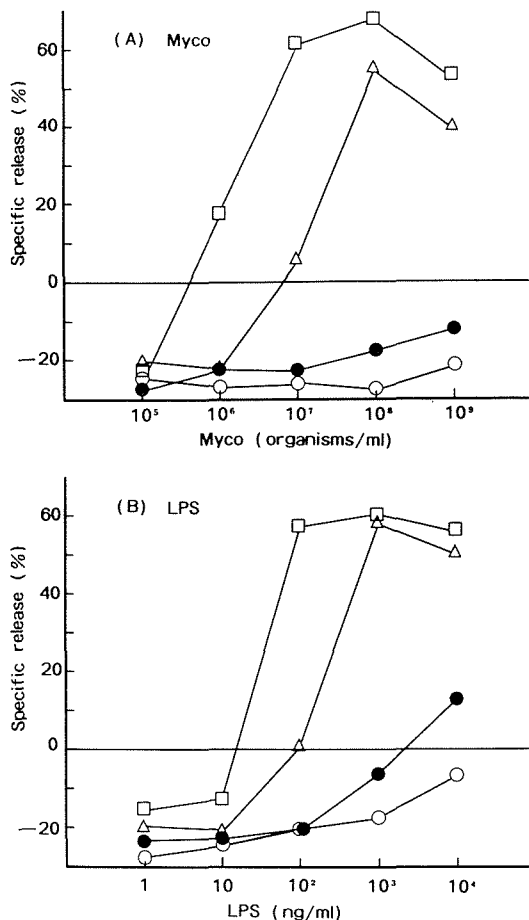 (A) Myco
Specific release (%)
60
40
20
0
—20
10⁵ 10⁶ 10⁷ 10⁸ 10⁹
Myco (organisms/ml)
(B) LPS
Specific release (%)
60
40
20
0
—20
1 10 10² 10³ 10⁴
LPS (ng/ml)